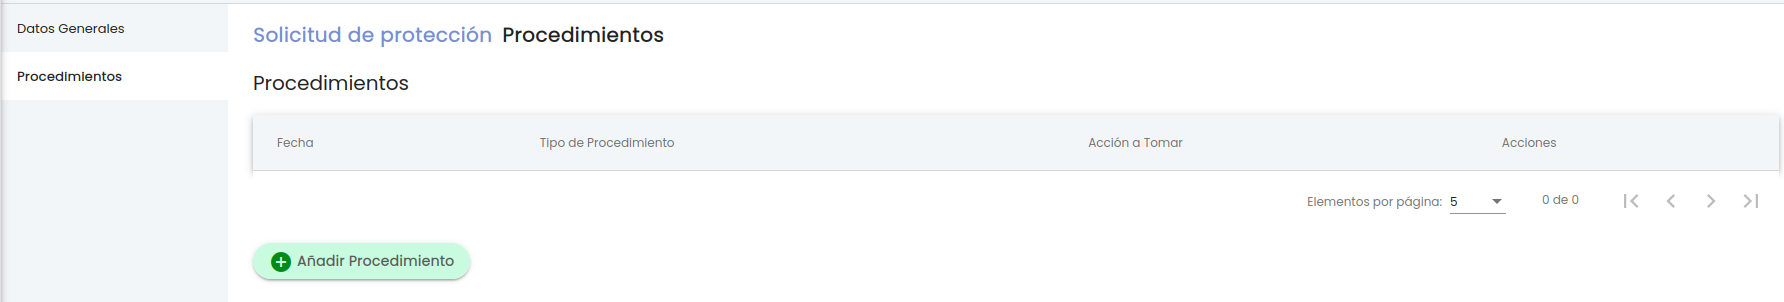 Datos Generales
Procedimientos
Solicitud de protección Procedimientos
Procedimientos
Fecha Tipo de Procedimiento Acción a Tomar Acciones
Elementos por página: 5 0 de 0
Añadir Procedimiento